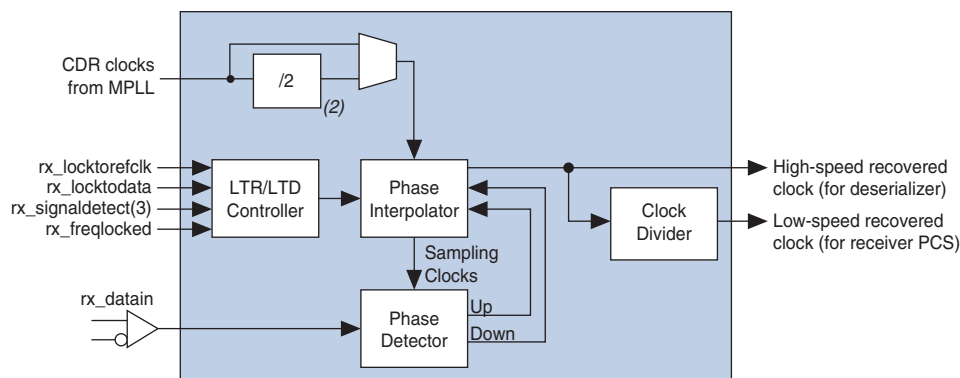 CDR clocks
from MPLL
/2
(2)
rx_locktorefclk
rx_locktodata
rx_signaldetect(3)
rx_freqlocked
LTR/LTD
Controller
Phase
Interpolator
High-speed recovered
clock (for deserializer)
Clock
Divider
Low-speed recovered
clock (for receiver PCS)
Sampling
Clocks
rx_datain
Phase
Detector
Up
Down